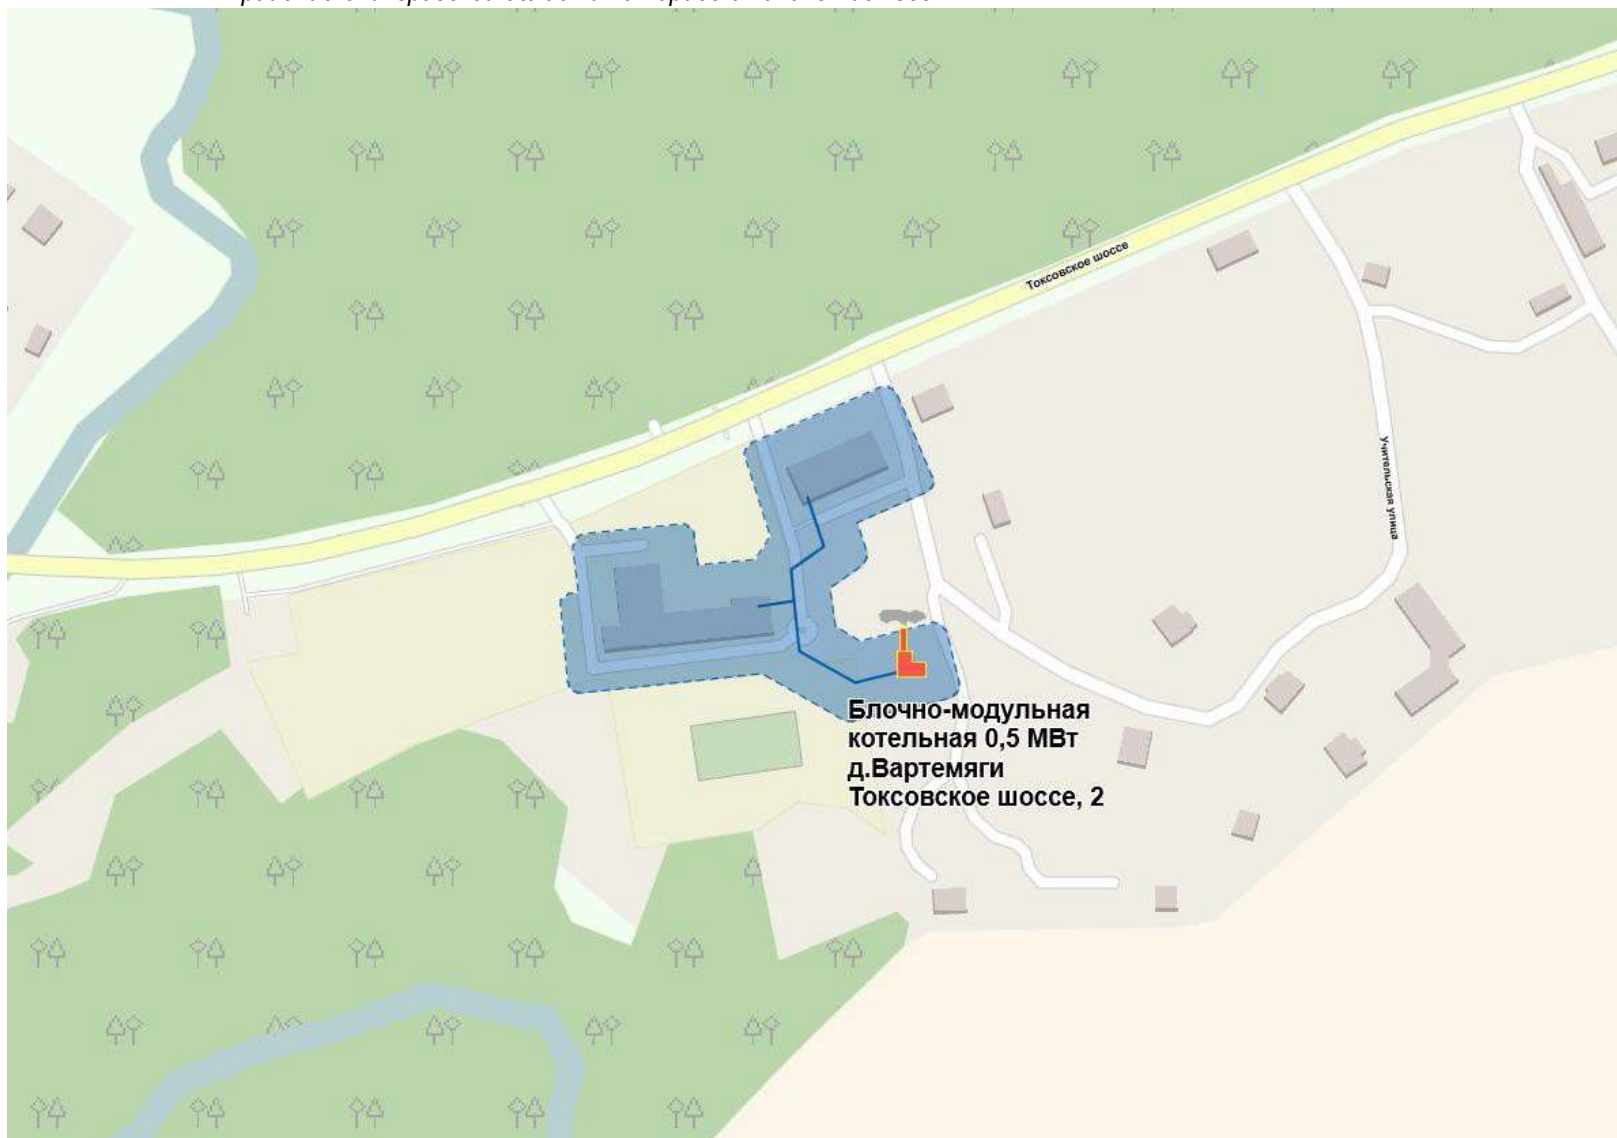 Токсовское шоссе
Учительская улица
Блочно-модульная
котельная 0,5 МВт
д.Вартемяги
Токсовское шоссе, 2